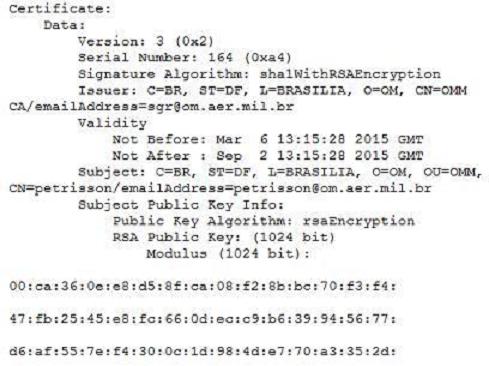 Certificate:
Data:
Version: 3 (0x2)
Serial Number: 164 (0xa4)
Signature Algorithm: sha1WithRSAEncryption
Issuer: C=BR, ST=DF, L=BRASILIA, O=OM, CN=OMM
CA/emailAddress=sgr@om.aer.mil.br
Validity
Not Before: Mar  6 13:15:28 2015 GMT
Not After : Sep  2 13:15:28 2015 GMT
Subject: C=BR, ST=DF, L=BRASILIA, O=OM, OU=OMM,
CN=petrisson/emailAddress=petrisson@om.aer.mil.br
Subject Public Key Info:
Public Key Algorithm: rsaEncryption
RSA Public Key: (1024 bit)
Modulus (1024 bit):
00:ca:36:0e:e8:d5:8f:ca:08:f2:8b:bc:70:f3:f4:
47:fb:25:45:e8:fc:66:0d:ec:c9:b6:39:94:56:77:
d6:af:55:7e:f4:30:0c:1d:98:4d:e7:70:a3:35:2d: